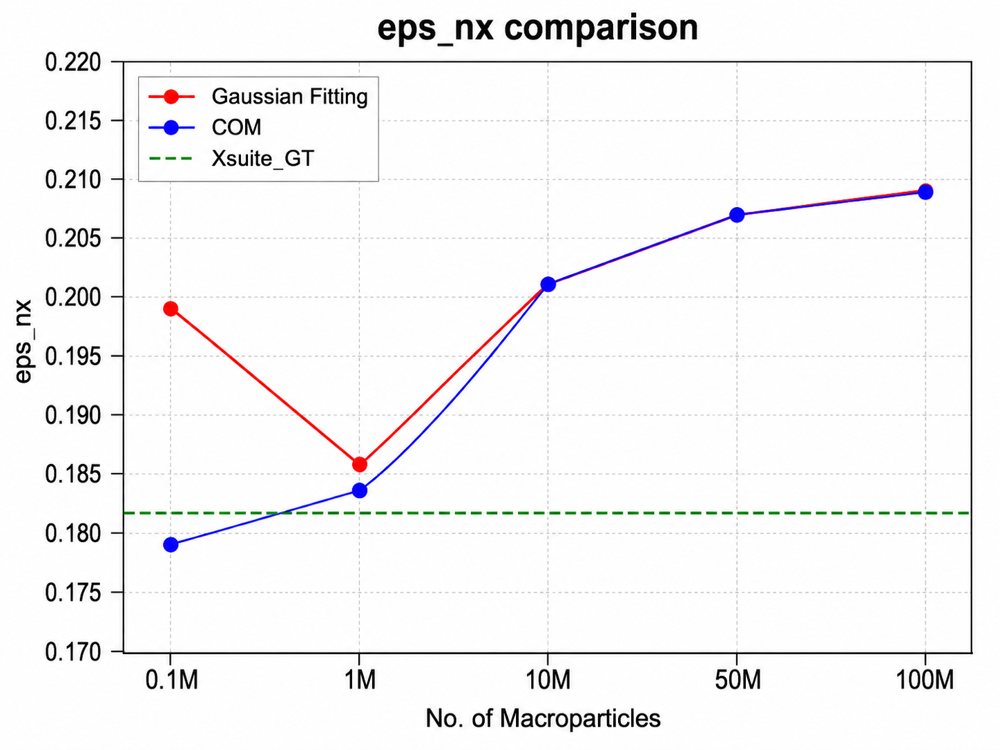 eps_nx comparison
0.220
0.215
0.210
0.205
0.200
0.195
0.190
0.185
0.180
0.175
0.170
eps_nx
Gaussian Fitting
COM
Xsuite_GT
0.1M 1M 10M 50M 100M
No. of Macroparticles